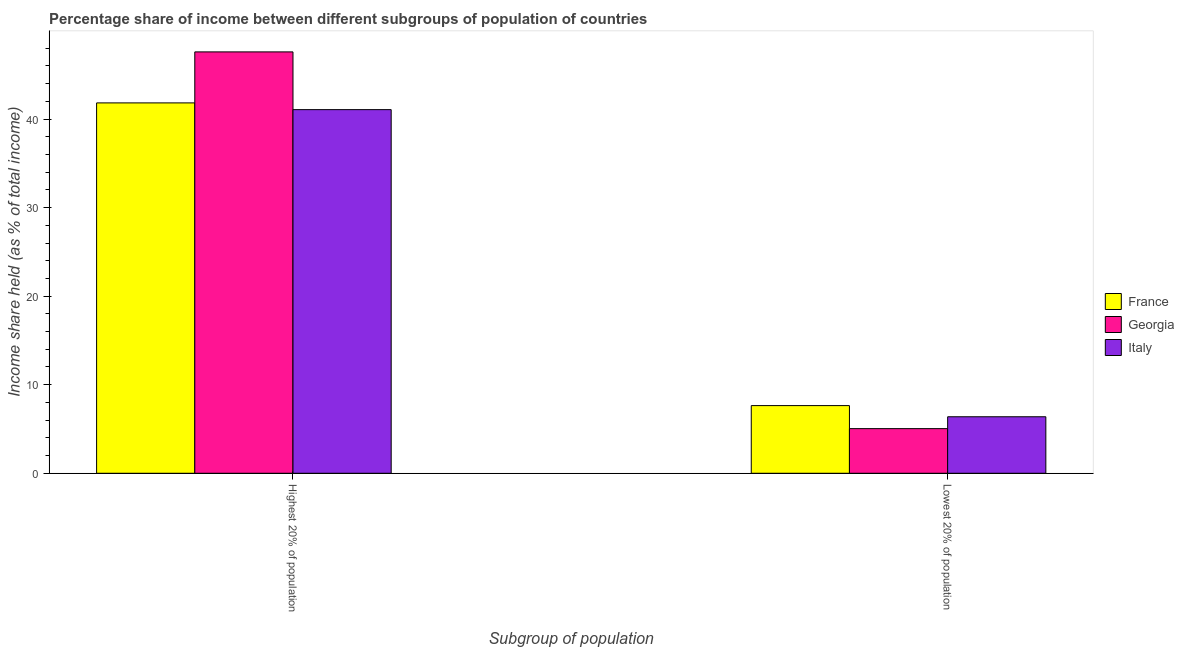 Percentage share of income between different subgroups of population of countries
Income share held (as % of total income)
40
30
20
10
0
Highest 20% of population
Lowest 20% of population
Subgroup of population
France
Georgia
Italy